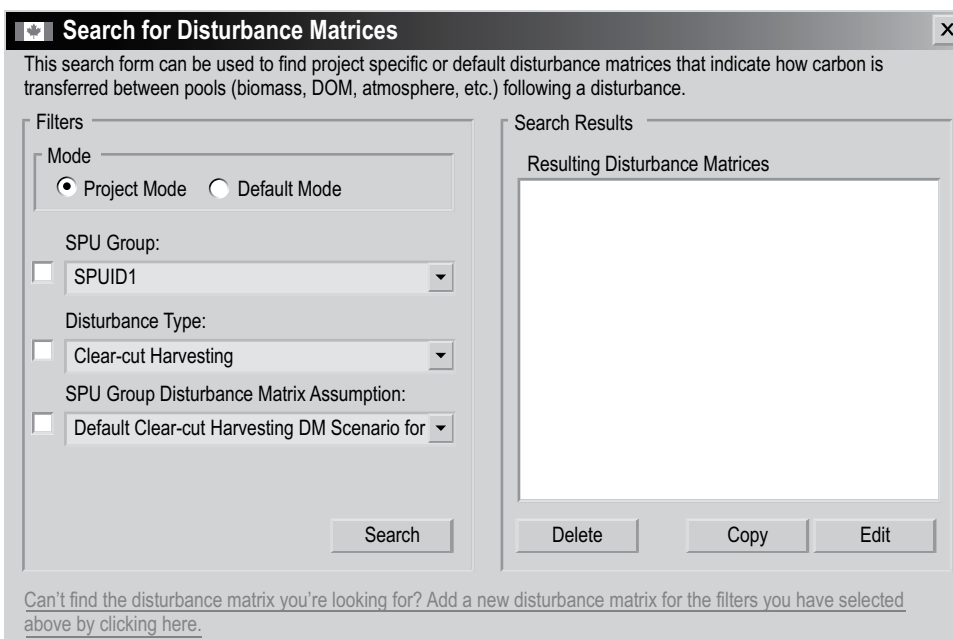 Search for Disturbance Matrices
X
This search form can be used to find project specific or default disturbance matrices that indicate how carbon is
transferred between pools (biomass, DOM, atmosphere, etc.) following a disturbance.
Filters
Mode
Project Mode
Default Mode
SPU Group:
SPUID1
Disturbance Type:
Clear-cut Harvesting
SPU Group Disturbance Matrix Assumption:
Default Clear-cut Harvesting DM Scenario for
Search
Search Results
Resulting Disturbance Matrices
Delete
Copy
Edit
Can't find the disturbance matrix you're looking for? Add a new disturbance matrix for the filters you have selected
above by clicking here.